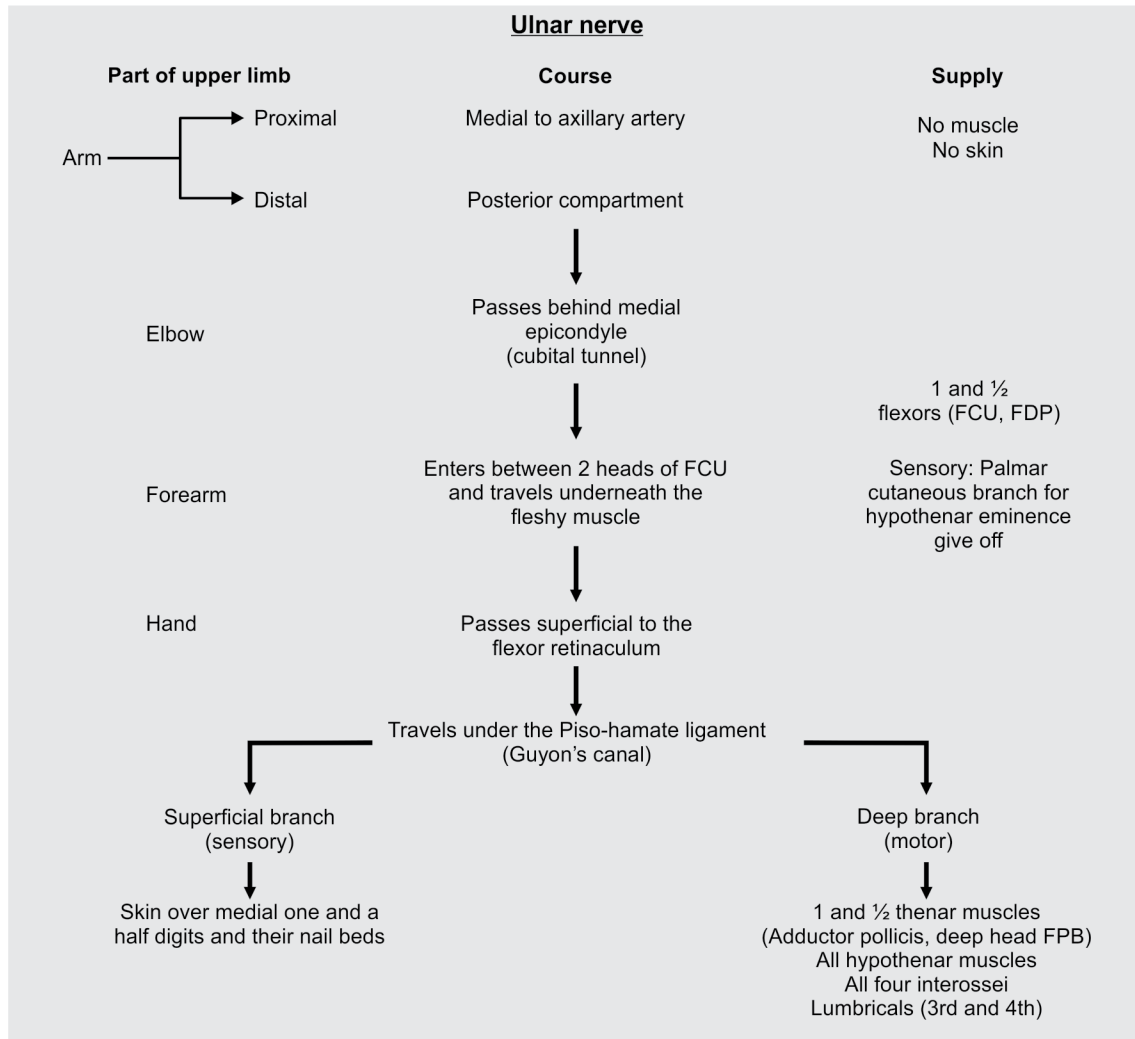 Ulnar nerve
Part of upper limb
Course
Supply
Arm
Proximal
Medial to axillary artery
No muscle
No skin
Distal
Posterior compartment
Elbow
Passes behind medial
epicondyle
(cubital tunnel)
1 and ½
flexors (FCU, FDP)
Forearm
Enters between 2 heads of FCU
and travels underneath the
fleshy muscle
Sensory: Palmar
cutaneous branch for
hypothenar eminence
give off
Hand
Passes superficial to the
flexor retinaculum
Travels under the Piso-hamate ligament
(Guyon’s canal)
Superficial branch
(sensory)
Deep branch
(motor)
Skin over medial one and a
half digits and their nail beds
1 and ½ thenar muscles
(Adductor pollicis, deep head FPB)
All hypothenar muscles
All four interossei
Lumbricals (3rd and 4th)